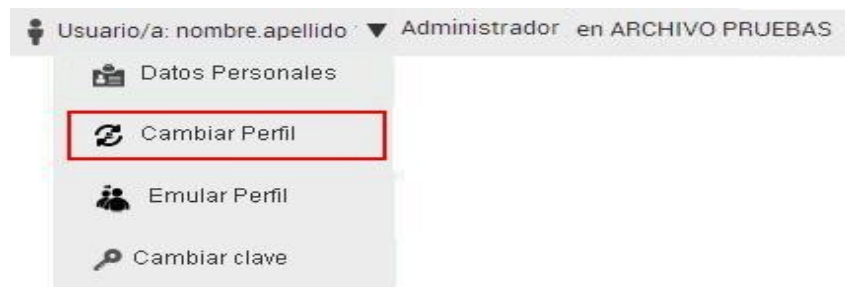 Usuario/a: nombre.apellido ▼ Administrador en ARCHIVO PRUEBAS
Datos Personales
Cambiar Perfil
Emular Perfil
Cambiar clave